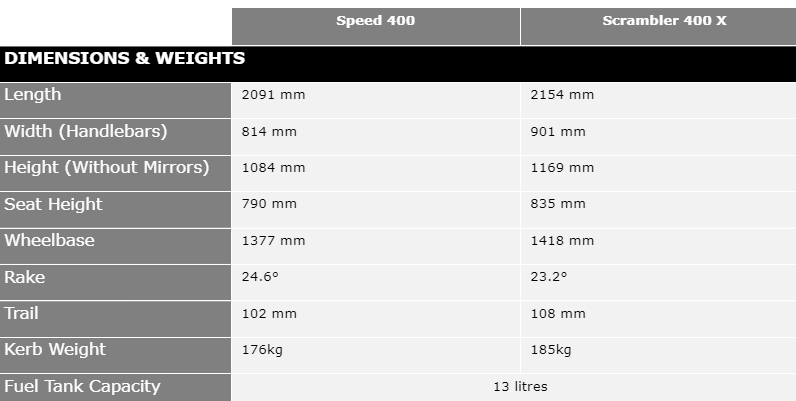 Speed 400 Scrambler 400 X
DIMENSIONS & WEIGHTS
Length 2091 mm 2154 mm
Width (Handlebars) 814 mm 901 mm
Height (Without Mirrors) 1084 mm 1169 mm
Seat Height 790 mm 835 mm
Wheelbase 1377 mm 1418 mm
Rake 24.6° 23.2°
Trail 102 mm 108 mm
Kerb Weight 176kg 185kg
Fuel Tank Capacity 13 litres